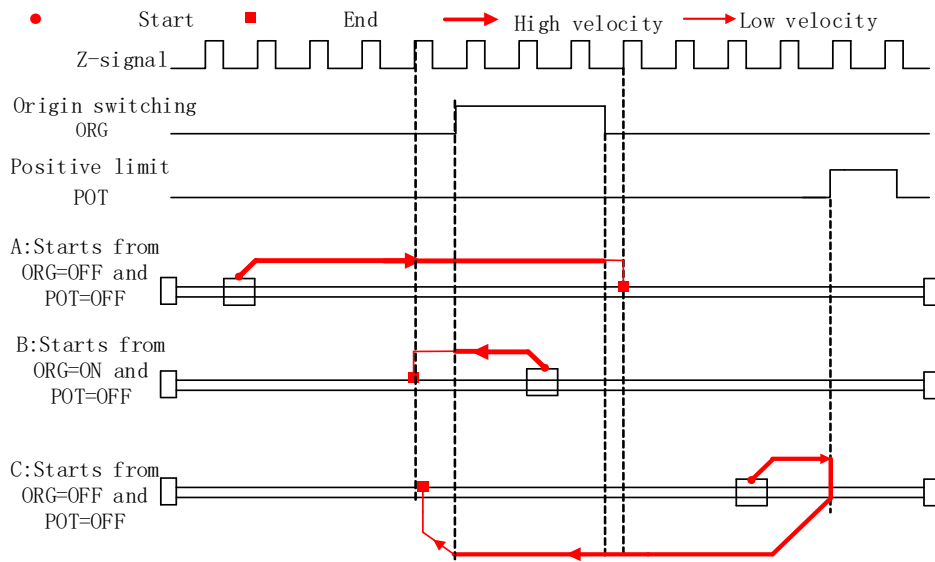 Start End High velocity Low velocity
Z-signal
Origin switching
ORG
Positive limit
POT
A:Starts from
ORG=OFF and
POT=OFF
B:Starts from
ORG=ON and
POT=OFF
C:Starts from
ORG=OFF and
POT=OFF